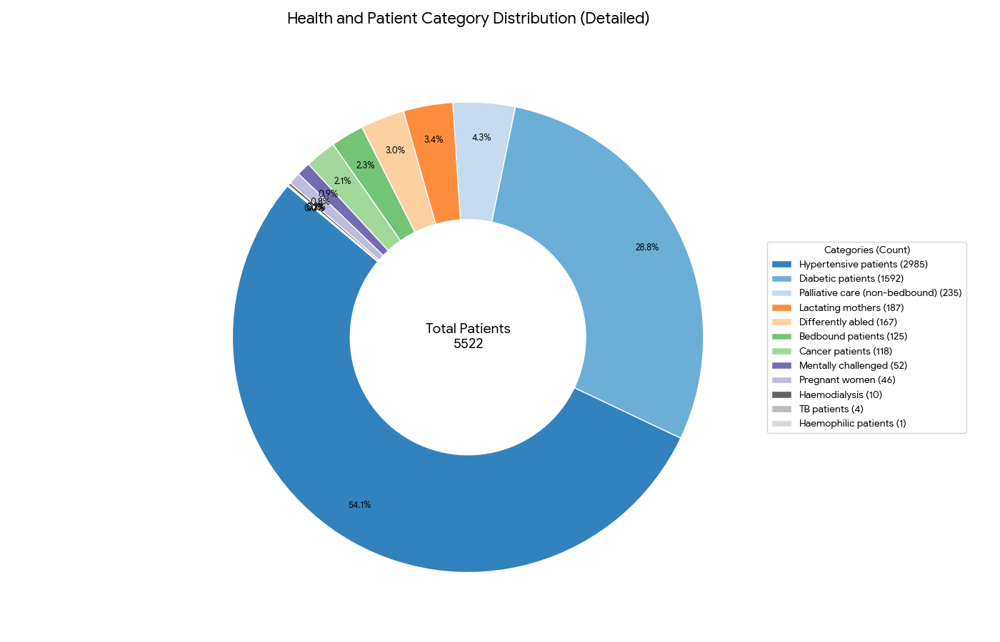 Health and Patient Category Distribution (Detailed)
4.3%
3.4%
3.0%
2.3%
2.1%
0.9%
0.8%
28.8%
Total Patients
5522
54.1%
Categories (Count)
Hypertensive patients (2985)
Diabetic patients (1592)
Palliative care (non-bedbound) (235)
Lactating mothers (187)
Differently abled (167)
Bedbound patients (125)
Cancer patients (118)
Mentally challenged (52)
Pregnant women (46)
Haemodialysis (10)
TB patients (4)
Haemophilic patients (1)